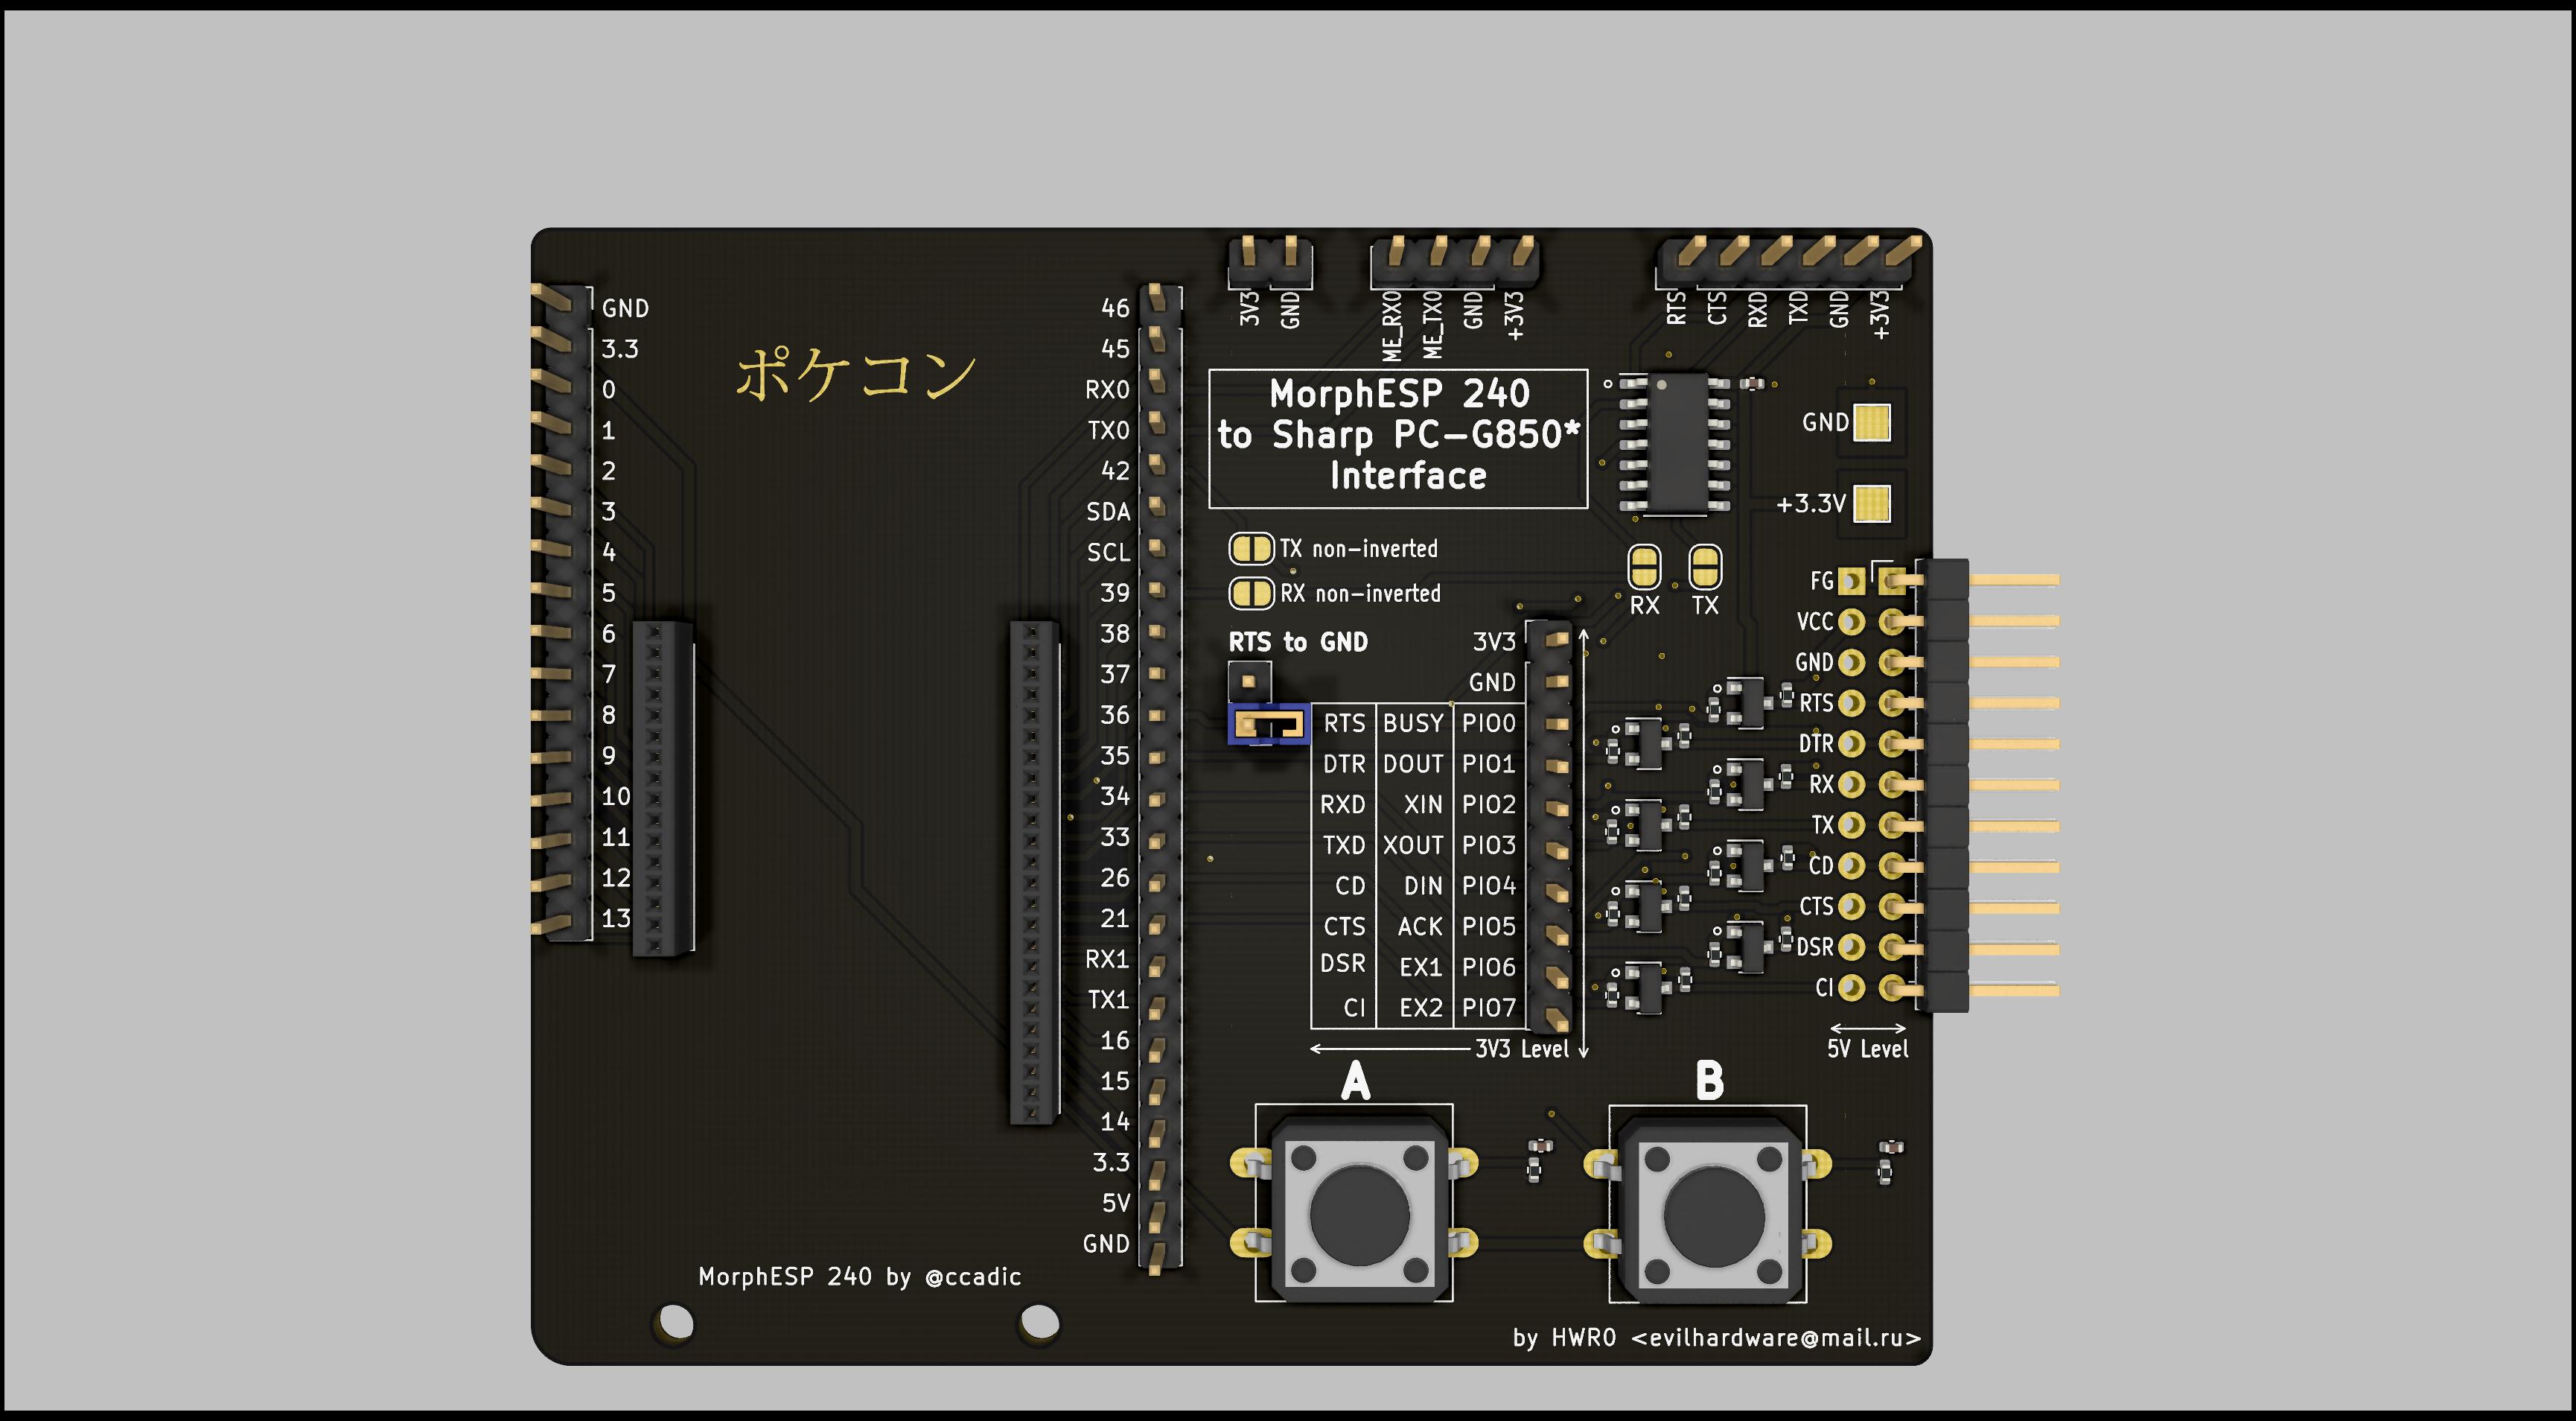 3V3 GND
ME_RX0 ME_TX0 GND +3V3
RTS CTS RXD TXD GND +3V3
GND
3.3
0
1
2
3
4
5
6
7
8
9
10
11
12
13
ポケコン
46
45
RX0
TX0
42
SDA
SCL
39
38
37
36
35
34
33
26
21
RX1
TX1
16
15
14
3.3
5V
GND
MorphESP 240
to Sharp PC-G850*
Interface
TX non-inverted
RX non-inverted
RTS to GND
RX TX
GND
+3.3V
3V3
GND
RTS BUSY PIO0
DTR DOUT PIO1
RXD XIN PIO2
TXD XOUT PIO3
CD DIN PIO4
CTS ACK PIO5
DSR EX1 PIO6
CI EX2 PIO7
3V3 Level
FG
VCC
GND
RTS
DTR
RX
TX
CD
CTS
DSR
CI
5V Level
A B
MorphESP 240 by @ccadic
by HWR0 <evilhardware@mail.ru>